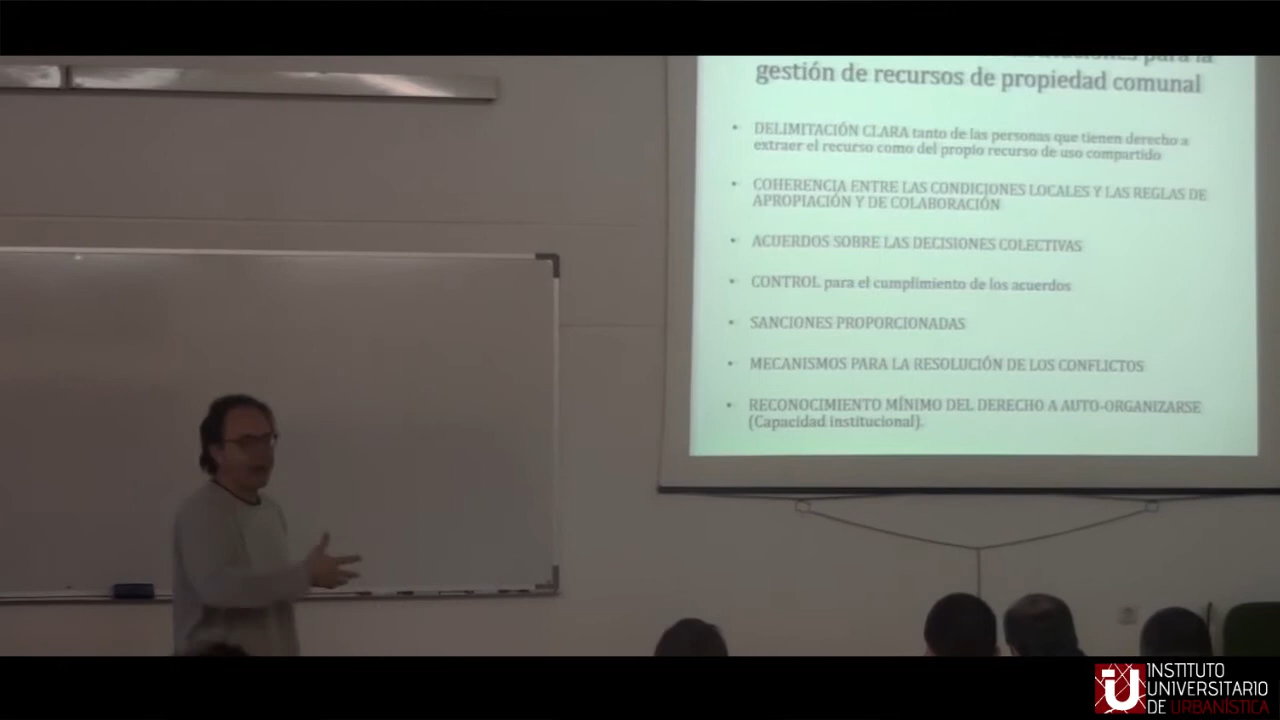 para la
gestión de recursos de propiedad comunal
• DELIMITACIÓN CLARA tanto de las personas que tienen derecho a
extraer el recurso como del propio recurso de uso compartido
• COHERENCIA ENTRE LAS CONDICIONES LOCALES Y LAS REGLAS DE
APROPIACIÓN Y DE COLABORACIÓN
• ACUERDOS SOBRE LAS DECISIONES COLECTIVAS
• CONTROL para el cumplimiento de los acuerdos
• SANCIONES PROPORCIONADAS
• MECANISMOS PARA LA RESOLUCIÓN DE LOS CONFLICTOS
• RECONOCIMIENTO MÍNIMO DEL DERECHO A AUTO-ORGANIZARSE
(Capacidad institucional).
iU INSTITUTO
UNIVERSITARIO
DE URBANÍSTICA